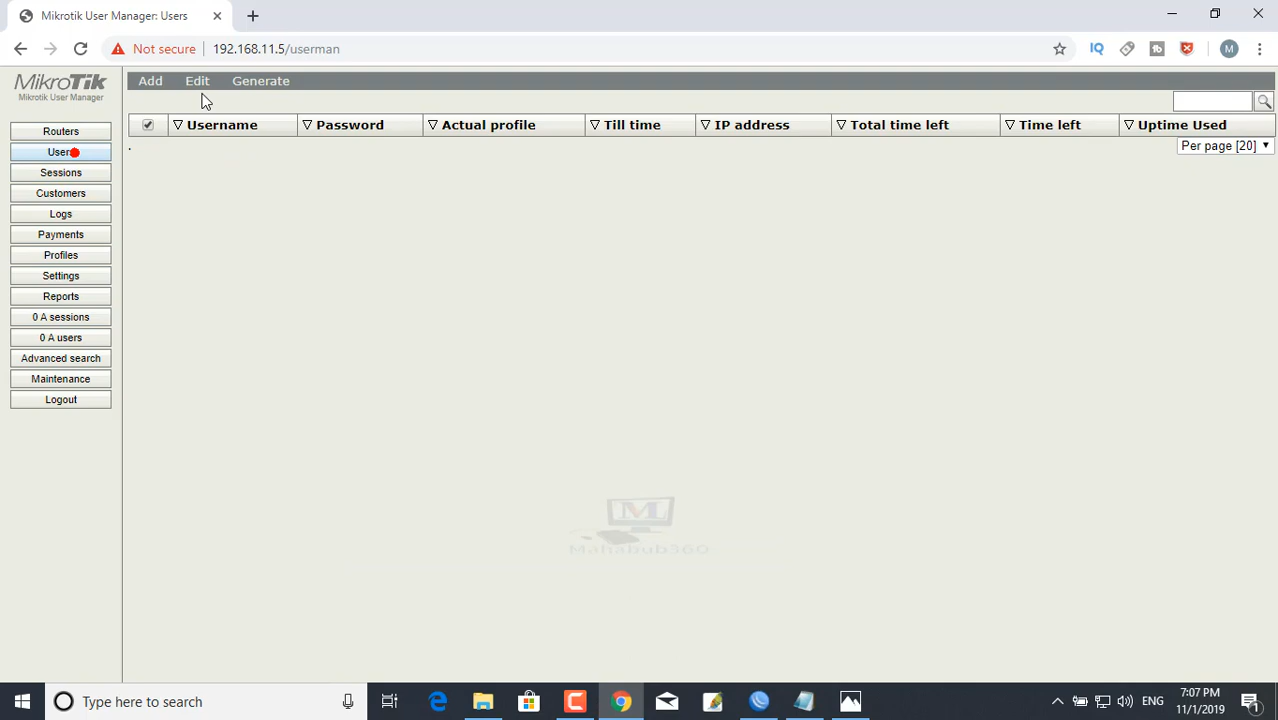 Mikrotik User Manager: Users
Not secure 192.168.11.5/userman
M
MikroTik
Mikrotik User Manager
Add Edit Generate
Username Password Actual profile Till time IP address Total time left Time left Uptime Used
.
Per page [20]
Routers
Users
Sessions
Customers
Logs
Payments
Profiles
Settings
Reports
0 A sessions
0 A users
Advanced search
Maintenance
Logout
M
Mahabub360
Type here to search
ENG
7:07 PM
11/1/2019
1